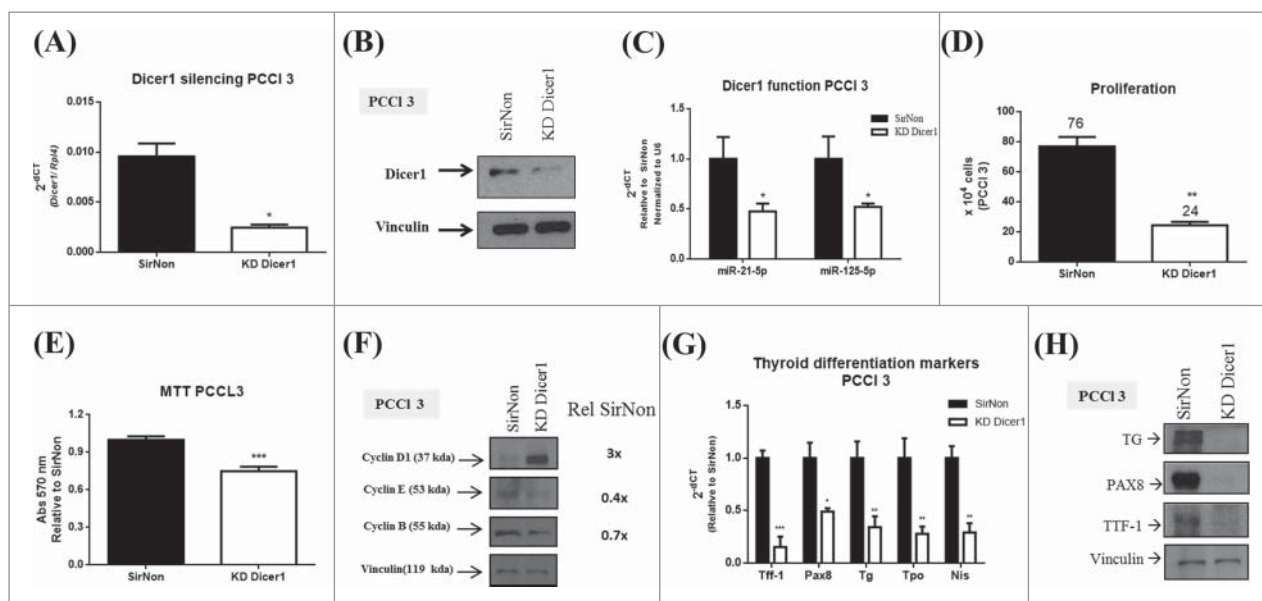 (A)
Dicer1 silencing PCCl 3
2^-dCT
(Dicer1/ Rpl4)
0.015
0.010
0.005
0.000
*
SirNon
KD Dicer1
(B)
PCCl 3
SirNon
KD Dicer1
Dicer1
Vinculin
(C)
Dicer1 function PCCl 3
SirNon
KD Dicer1
2^-dCT
Relative to SirNon
Normalized to U6
1.5
1.0
0.5
0.0
*
*
miR-21-5p
miR-125-5p
(D)
Proliferation
x 10^4 cells
(PCCl 3)
100
80
60
40
20
0
76
**
24
SirNon
KD Dicer1
(E)
MTT PCCL3
Abs 570 nm
Relative to SirNon
1.2
0.9
0.6
0.3
0.0
***
SirNon
KD Dicer1
(F)
PCCl 3
SirNon
KD Dicer1
Rel SirNon
Cyclin D1 (37 kda)
3x
Cyclin E (53 kda)
0.4x
Cyclin B (55 kda)
0.7x
Vinculin(119 kda)
(G)
Thyroid differentiation markers
PCCl 3
SirNon
KD Dicer1
2^-dCT
(Relative to SirNon)
1.5
1.0
0.5
0.0
***
*
**
**
**
Tff-1
Pax8
Tg
Tpo
Nis
(H)
PCCl 3
SirNon
KD Dicer1
TG
PAX8
TTF-1
Vinculin